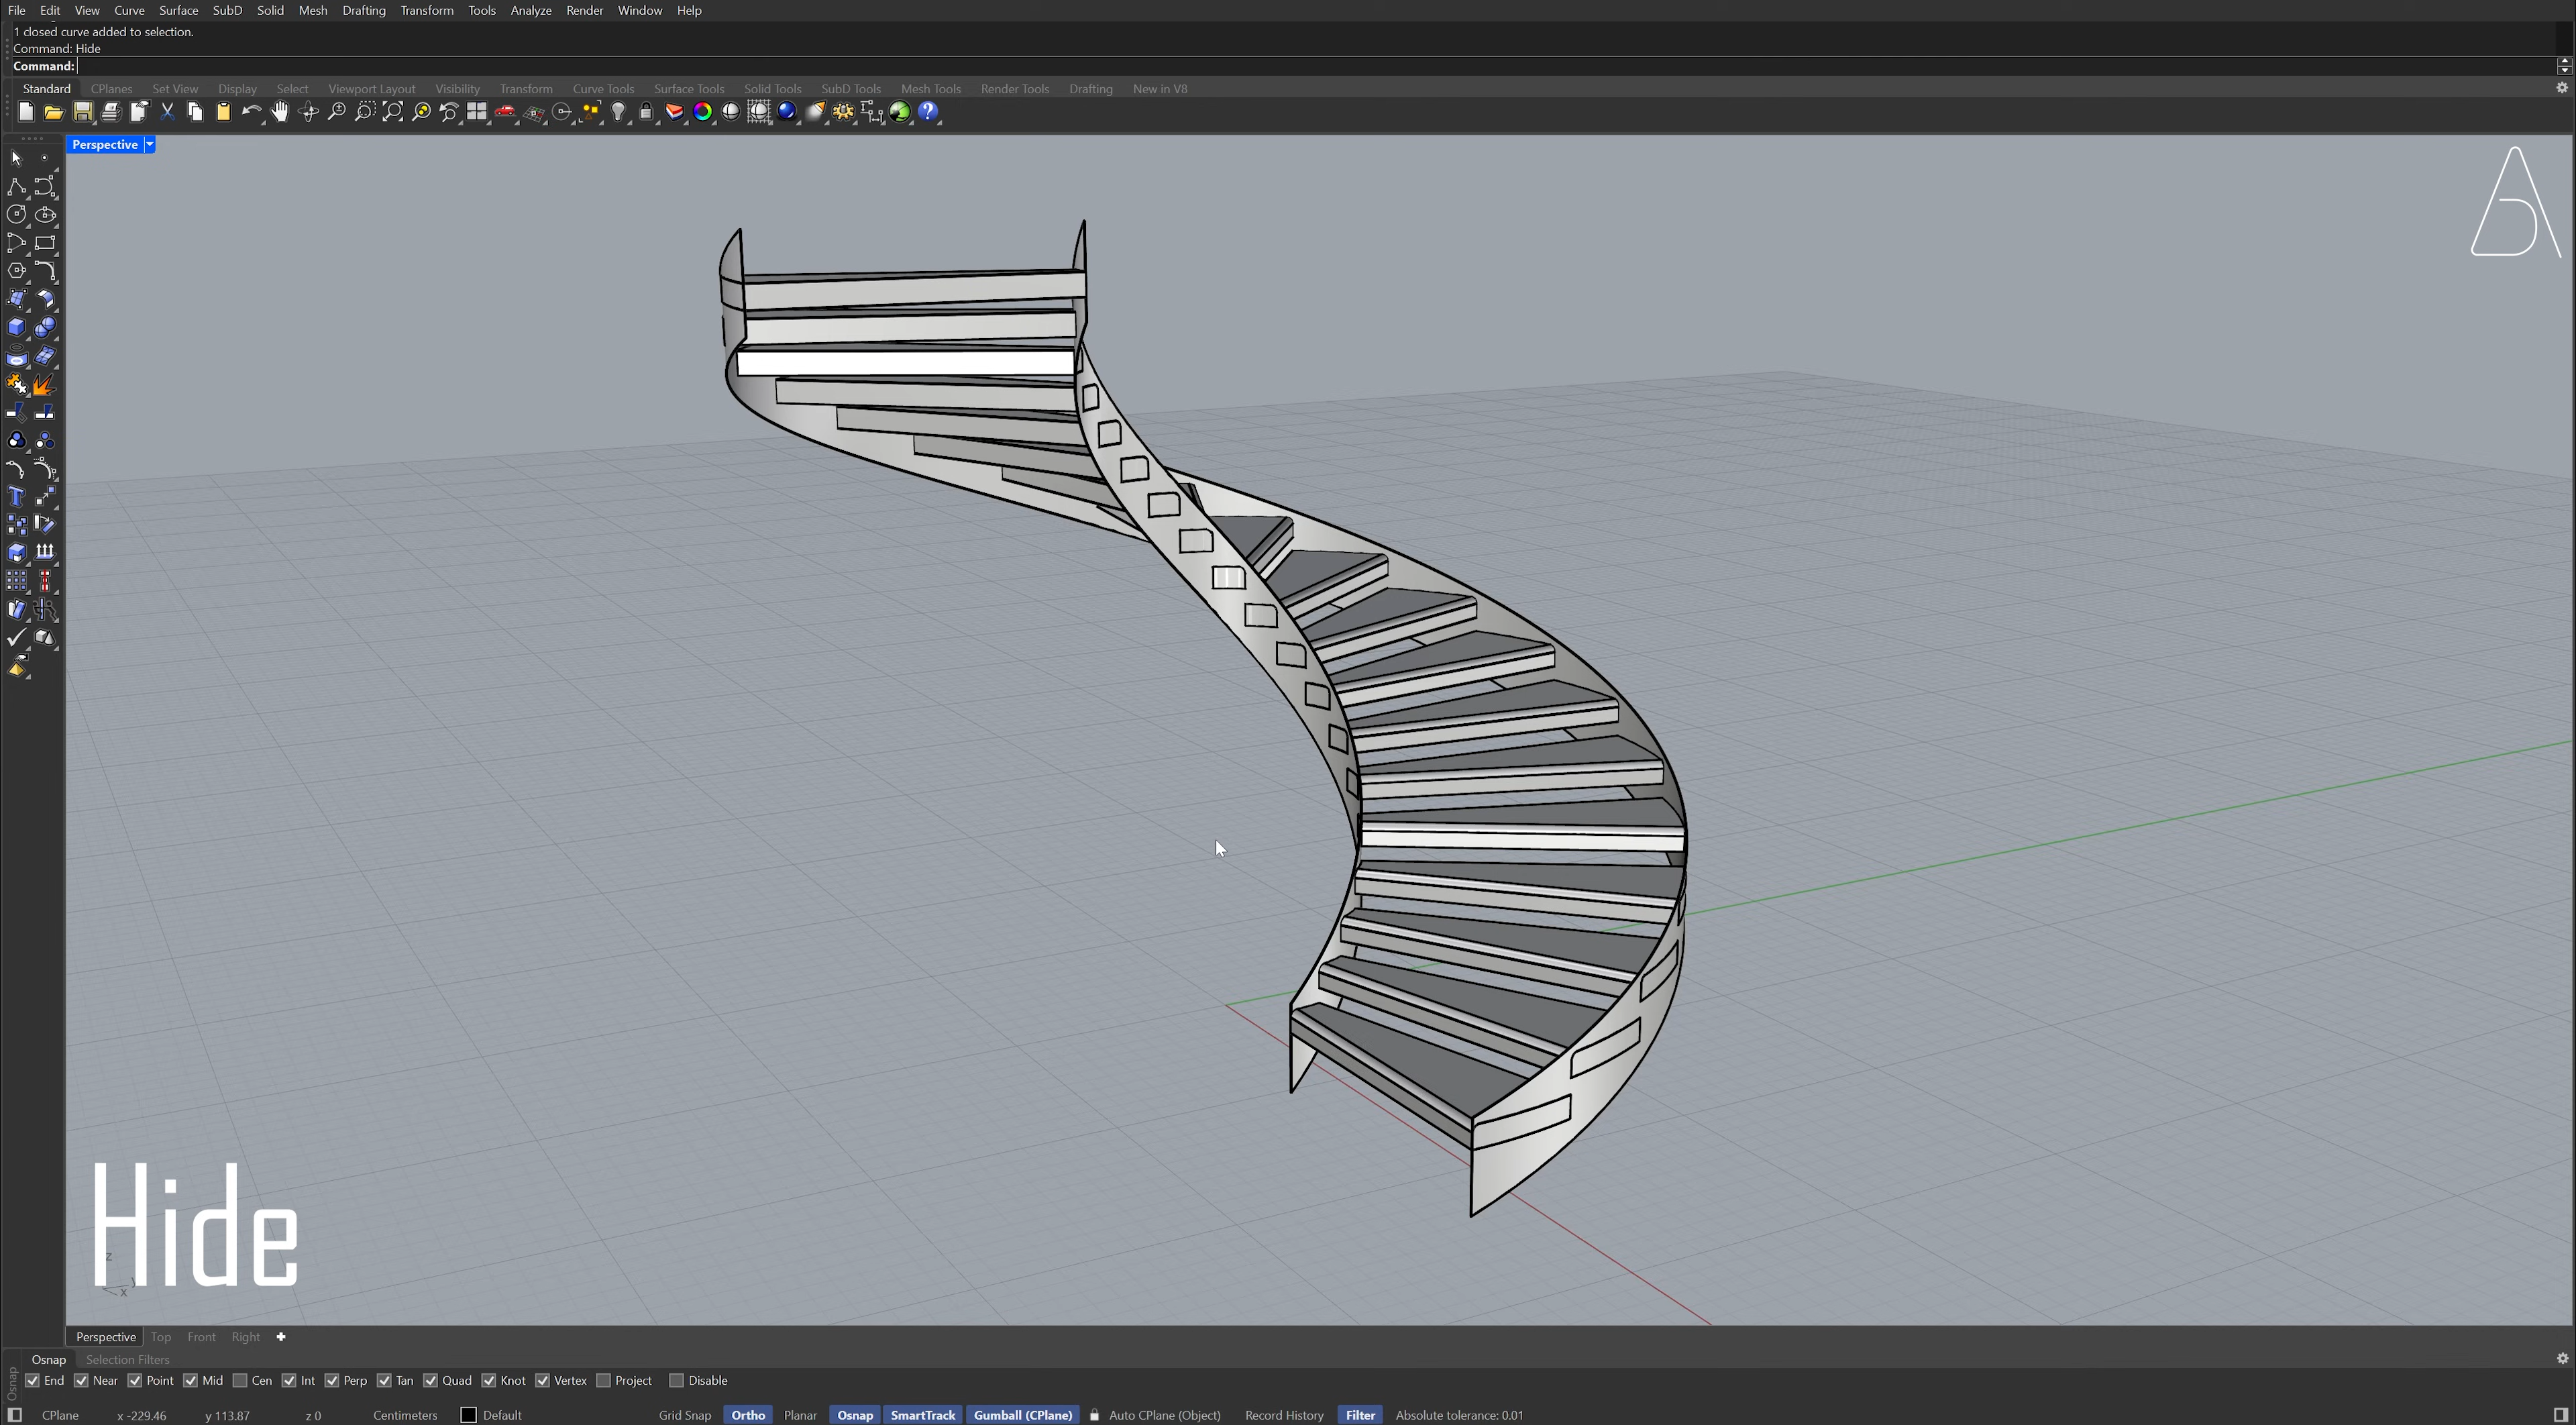 File Edit View Curve Surface SubD Solid Mesh Drafting Transform Tools Analyze Render Window Help
1 closed curve added to selection.
Command: Hide
Command:
Standard CPlanes Set View Display Select Viewport Layout Visibility Transform Curve Tools Surface Tools Solid Tools SubD Tools Mesh Tools Render Tools Drafting New in V8
Perspective
Hide
z
y
x
Perspective Top Front Right
Osnap Selection Filters
Osnap
End Near Point Mid Cen Int Perp Tan Quad Knot Vertex Project Disable
CPlane x -229.46 y 113.87 z 0 Centimeters Default Grid Snap Ortho Planar Osnap SmartTrack Gumball (CPlane) Auto CPlane (Object) Record History Filter Absolute tolerance: 0.01